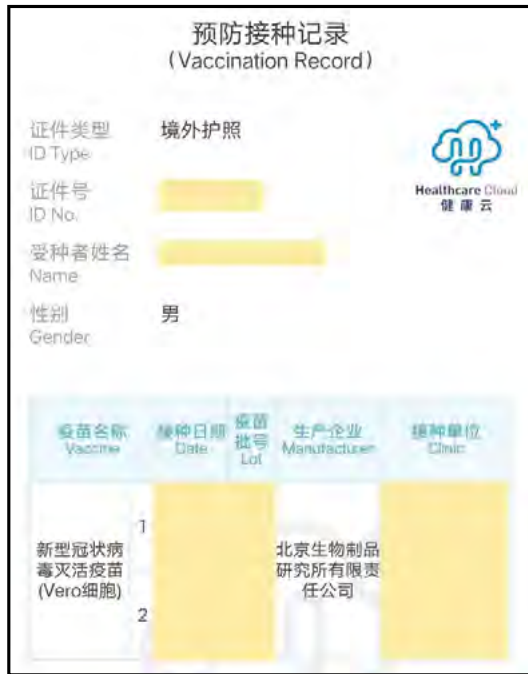 预防接种记录
(Vaccination Record)
证件类型
ID Type
境外护照
证件号
ID No.
受种者姓名
Name
性别
Gender
男
Healthcare Cloud
健康云
疫苗名称
Vaccine
接种日期
Date
疫苗
批号
Lot
生产企业
Manufacturer
接种单位
Clinic
新型冠状病
毒灭活疫苗
(Vero细胞)
1
2
北京生物制品
研究所有限责
任公司